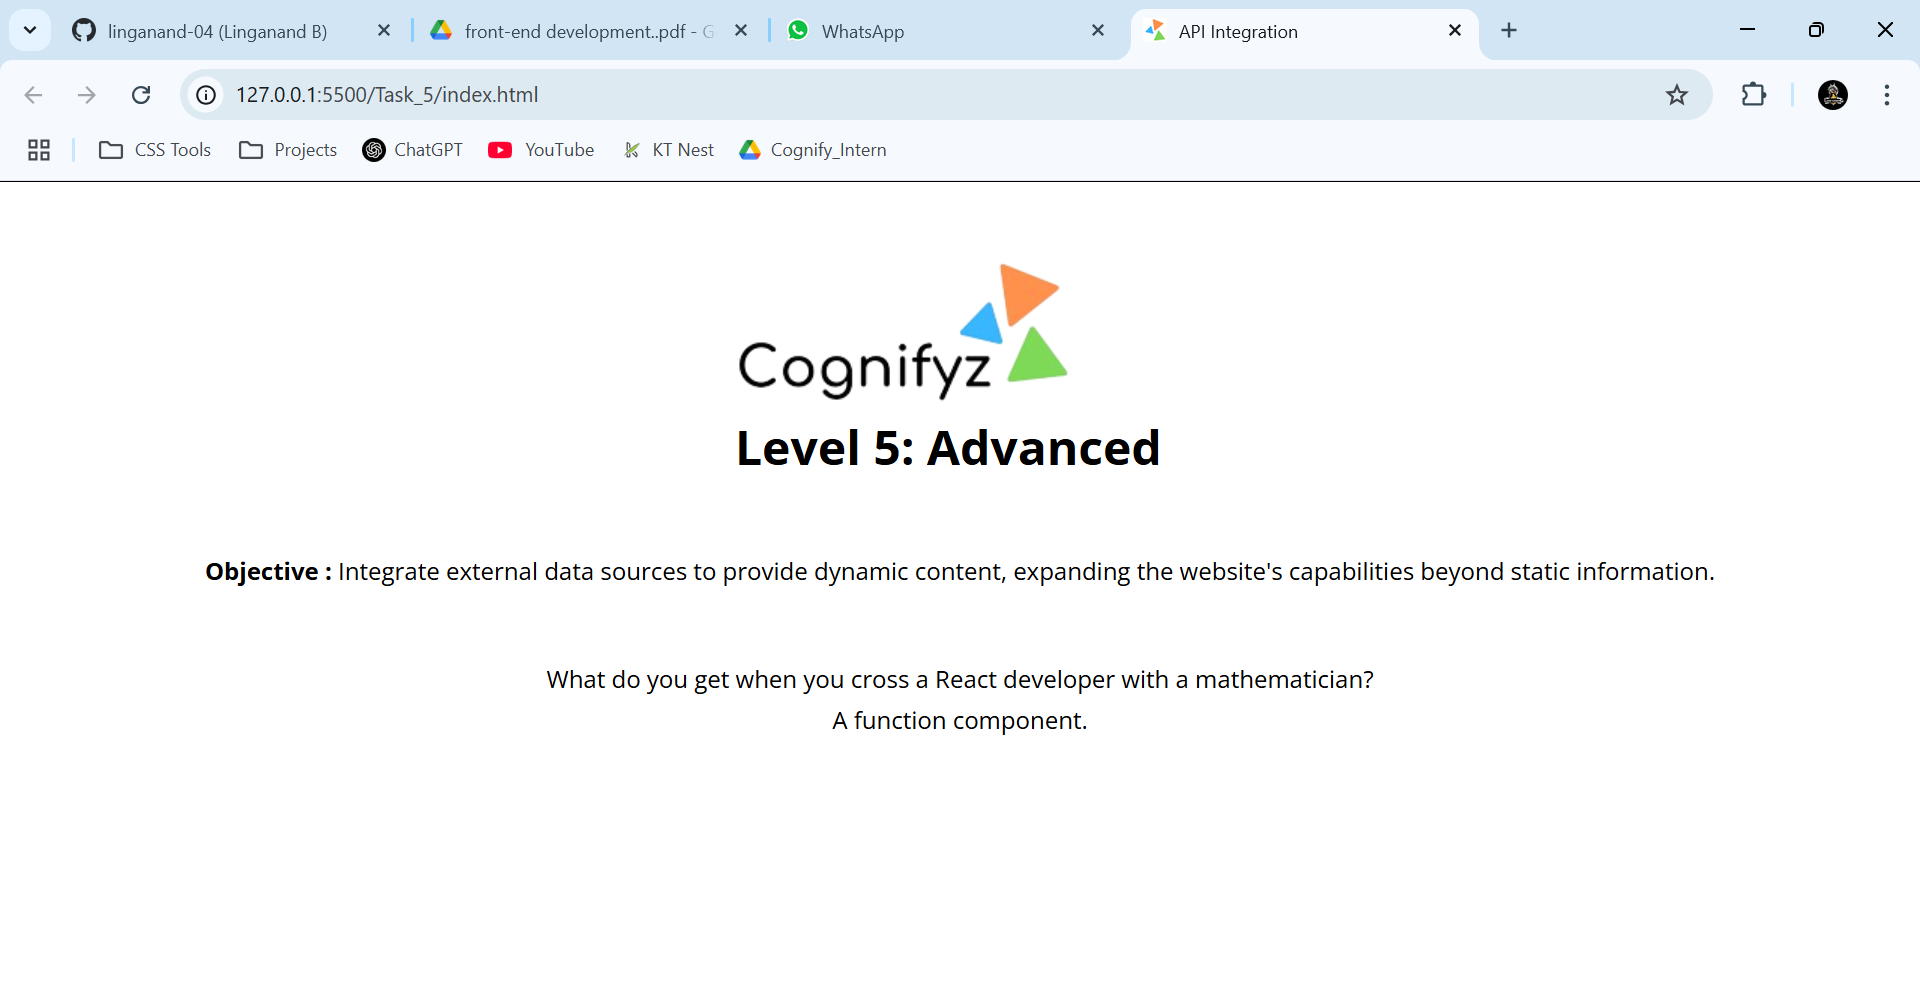 linganand-04 (Linganand B)
front-end development..pdf - G
WhatsApp
API Integration
127.0.0.1:5500/Task_5/index.html
CSS Tools
Projects
ChatGPT
YouTube
KT Nest
Cognify_Intern
Cognifyz
Level 5: Advanced
Objective : Integrate external data sources to provide dynamic content, expanding the website's capabilities beyond static information.
What do you get when you cross a React developer with a mathematician?
A function component.